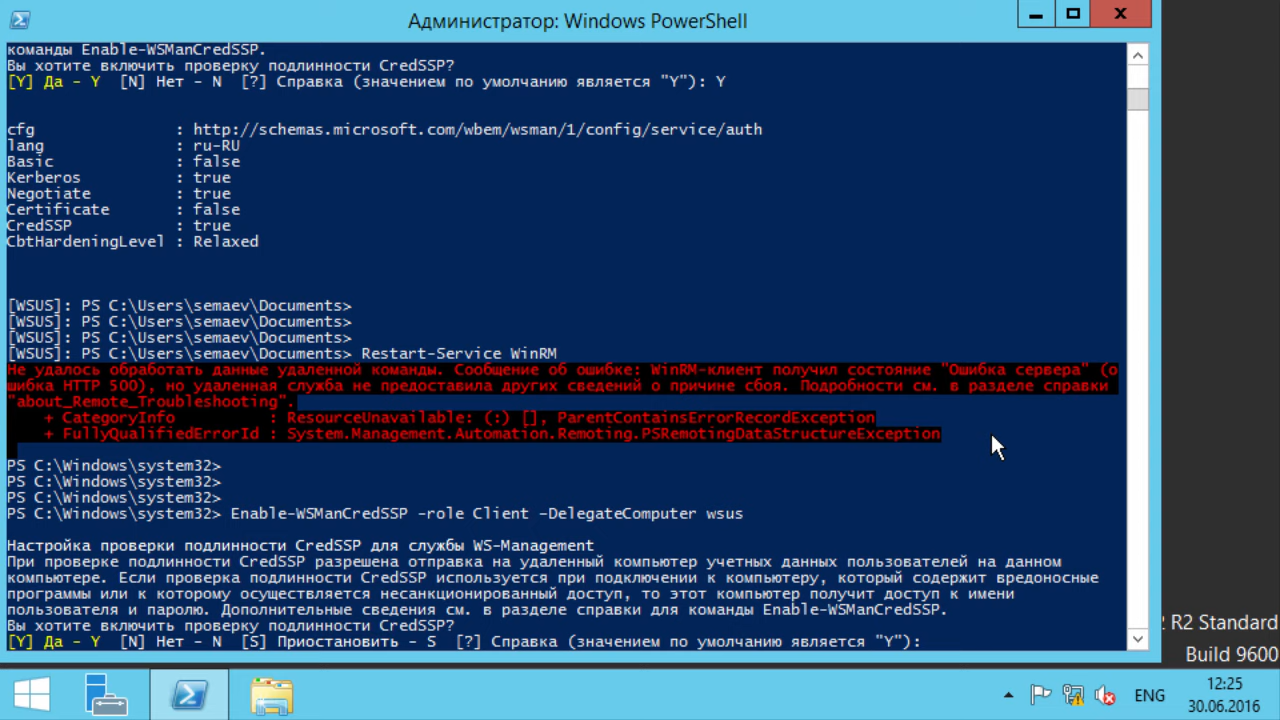 Администратор: Windows PowerShell
команды Enable-WSManCredSSP.
Вы хотите включить проверку подлинности CredSSP?
[Y] Да - Y  [N] Нет - N  [?] Справка (значением по умолчанию является "Y"): Y
cfg               : http://schemas.microsoft.com/wbem/wsman/1/config/service/auth
lang              : ru-RU
Basic             : false
Kerberos          : true
Negotiate         : true
Certificate       : false
CredSSP           : true
CbtHardeningLevel : Relaxed
[WSUS]: PS C:\Users\semaev\Documents>
[WSUS]: PS C:\Users\semaev\Documents>
[WSUS]: PS C:\Users\semaev\Documents>
[WSUS]: PS C:\Users\semaev\Documents> Restart-Service WinRM
Не удалось обработать данные удаленной команды. Сообщение об ошибке: WinRM-клиент получил состояние "Ошибка сервера" (о
шибка HTTP 500), но удаленная служба не предоставила других сведений о причине сбоя. Подробности см. в разделе справки
"about_Remote_Troubleshooting".
    + CategoryInfo          : ResourceUnavailable: (:) [], ParentContainsErrorRecordException
    + FullyQualifiedErrorId : System.Management.Automation.Remoting.PSRemotingDataStructureException
PS C:\Windows\system32>
PS C:\Windows\system32>
PS C:\Windows\system32>
PS C:\Windows\system32> Enable-WSManCredSSP -role Client -DelegateComputer wsus
Настройка проверки подлинности CredSSP для службы WS-Management
При проверке подлинности CredSSP разрешена отправка на удаленный компьютер учетных данных пользователей на данном
компьютере. Если проверка подлинности CredSSP используется при подключении к компьютеру, который содержит вредоносные
программы или к которому осуществляется несанкционированный доступ, то этот компьютер получит доступ к имени
пользователя и паролю. Дополнительные сведения см. в разделе справки для команды Enable-WSManCredSSP.
Вы хотите включить проверку подлинности CredSSP?
[Y] Да - Y  [N] Нет - N  [S] Приостановить - S  [?] Справка (значением по умолчанию является "Y"):
R2 Standard
Build 9600
ENG
12:25
30.06.2016